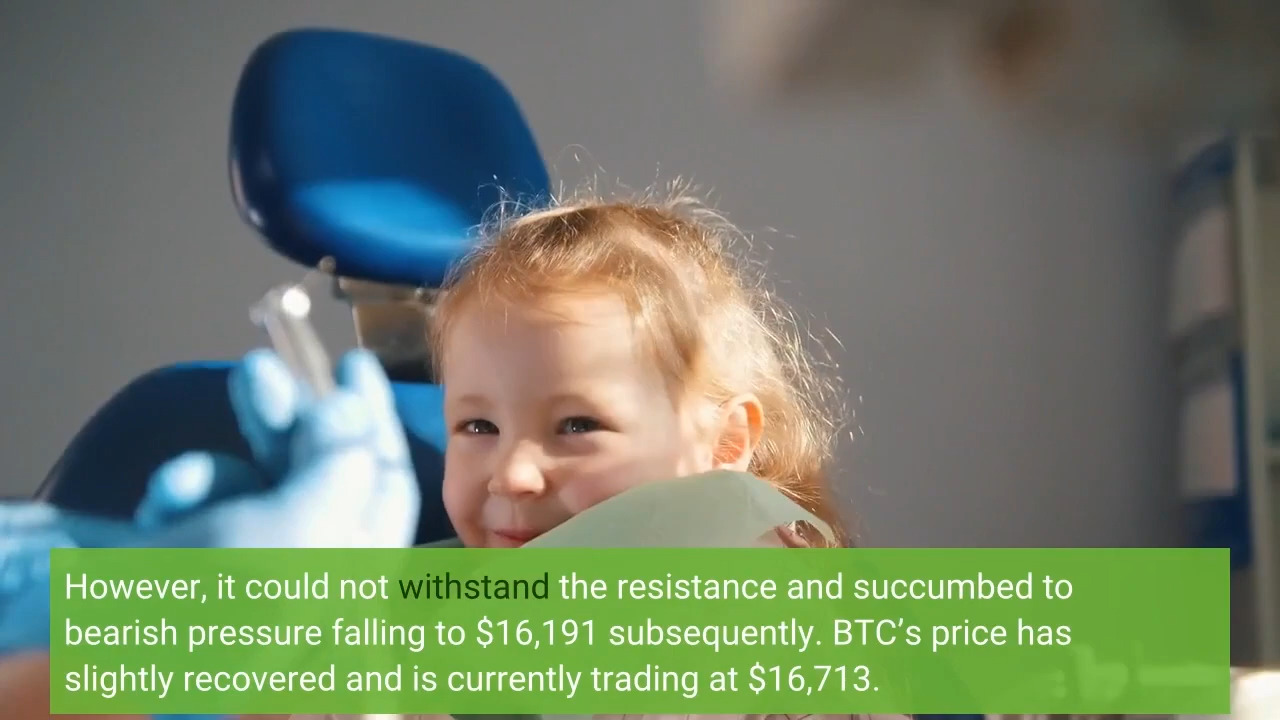 However, it could not withstand the resistance and succumbed to
bearish pressure falling to $16,191 subsequently. BTC’s price has
slightly recovered and is currently trading at $16,713.